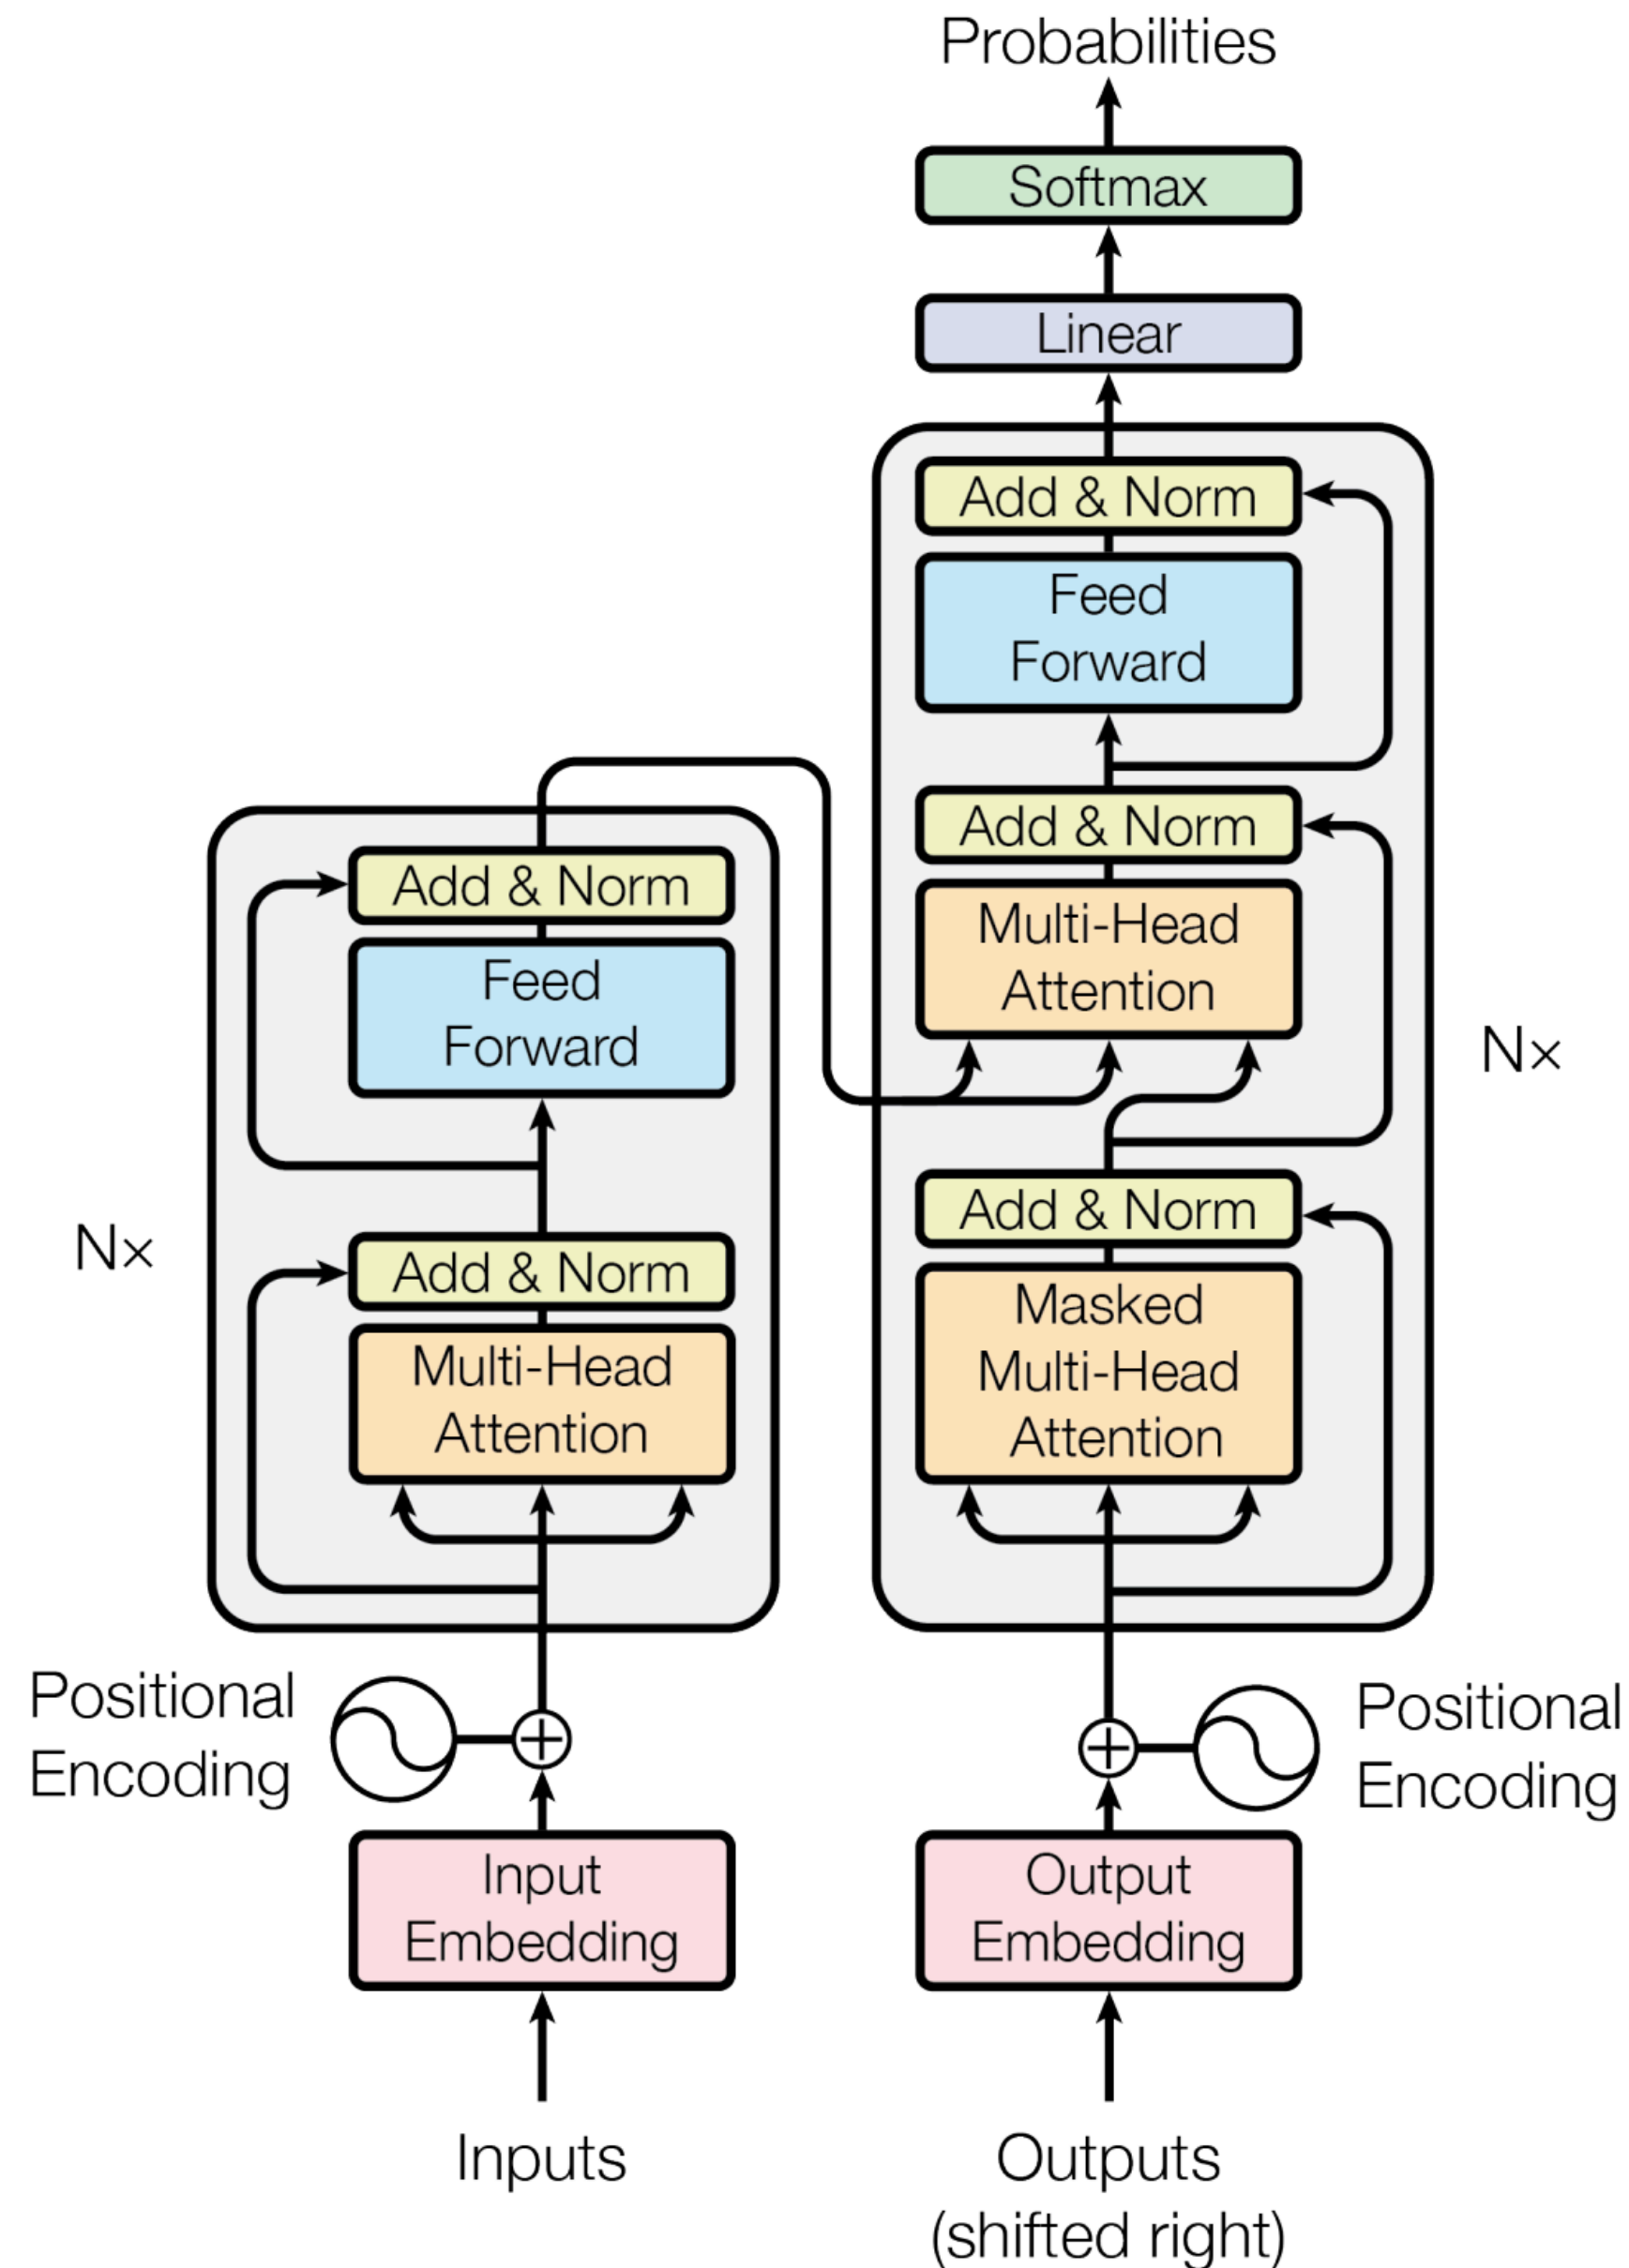 Probabilities
Softmax
Linear
Add & Norm
Feed
Forward
Add & Norm
Multi-Head
Attention
Nx
Add & Norm
Masked
Multi-Head
Attention
Add & Norm
Feed
Forward
Nx
Add & Norm
Multi-Head
Attention
Positional
Encoding
Positional
Encoding
Input
Embedding
Output
Embedding
Inputs
Outputs
(shifted right)